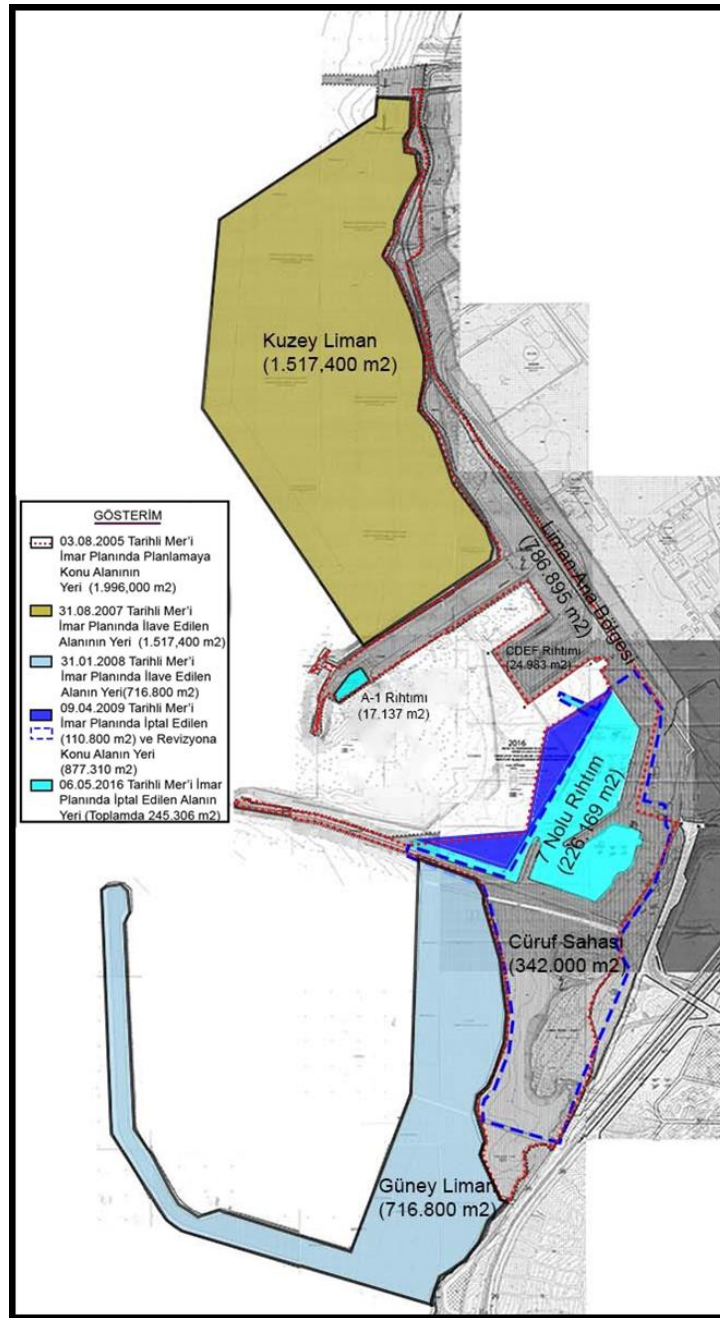 Kuzey Liman
(1.517,400 m2)
Liman Ana Bölgesi
(786.895 m2)
GÖSTERİM
03.08.2005 Tarihli Mer'i
İmar Planında Planlamaya
Konu Alanının
Yeri (1.996,000 m2)
31.08.2007 Tarihli Mer'i
İmar Planında İlave Edilen
Alanının Yeri (1.517,400 m2)
31.01.2008 Tarihli Mer'i
İmar Planında İlave Edilen
Alanın Yeri(716.800 m2)
09.04.2009 Tarihli Mer'i
İmar Planında İptal Edilen
(110.800 m2) ve Revizyona
Konu Alanın Yeri
(877.310 m2)
06.05.2016 Tarihli Mer'i İmar
Planında İptal Edilen Alanın
Yeri (Toplamda 245.306 m2)
CDEF Rıhtımı
(24.983 m2)
A-1 Rıhtımı
(17.137 m2)
2016
7 Nolu Rıhtım
(226.169 m2)
Cüruf Sahası
(342.000 m2)
Güney Liman
(716.800 m2)